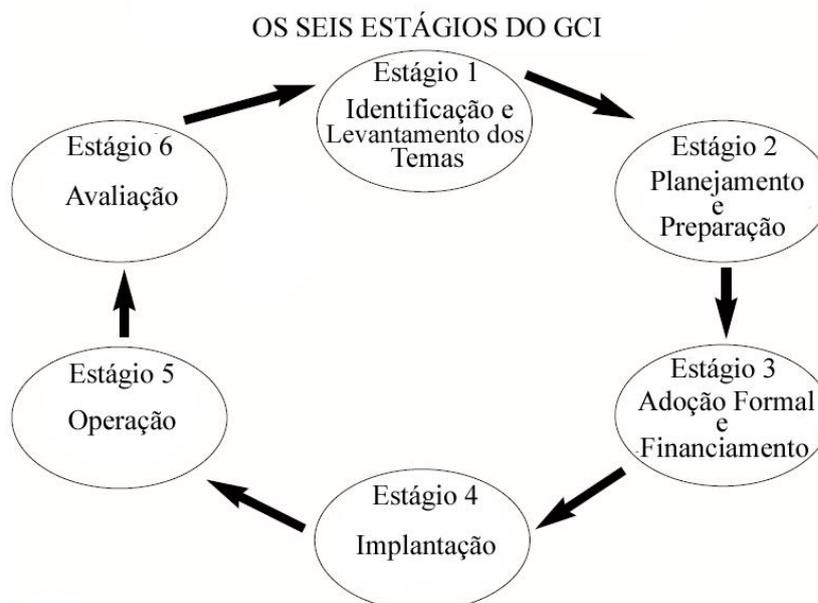 OS SEIS ESTÁGIOS DO GCI
Estágio 1
Identificação e
Levantamento dos
Temas
Estágio 2
Planejamento
e
Preparação
Estágio 3
Adoção Formal
e
Financiamento
Estágio 4
Implantação
Estágio 5
Operação
Estágio 6
Avaliação